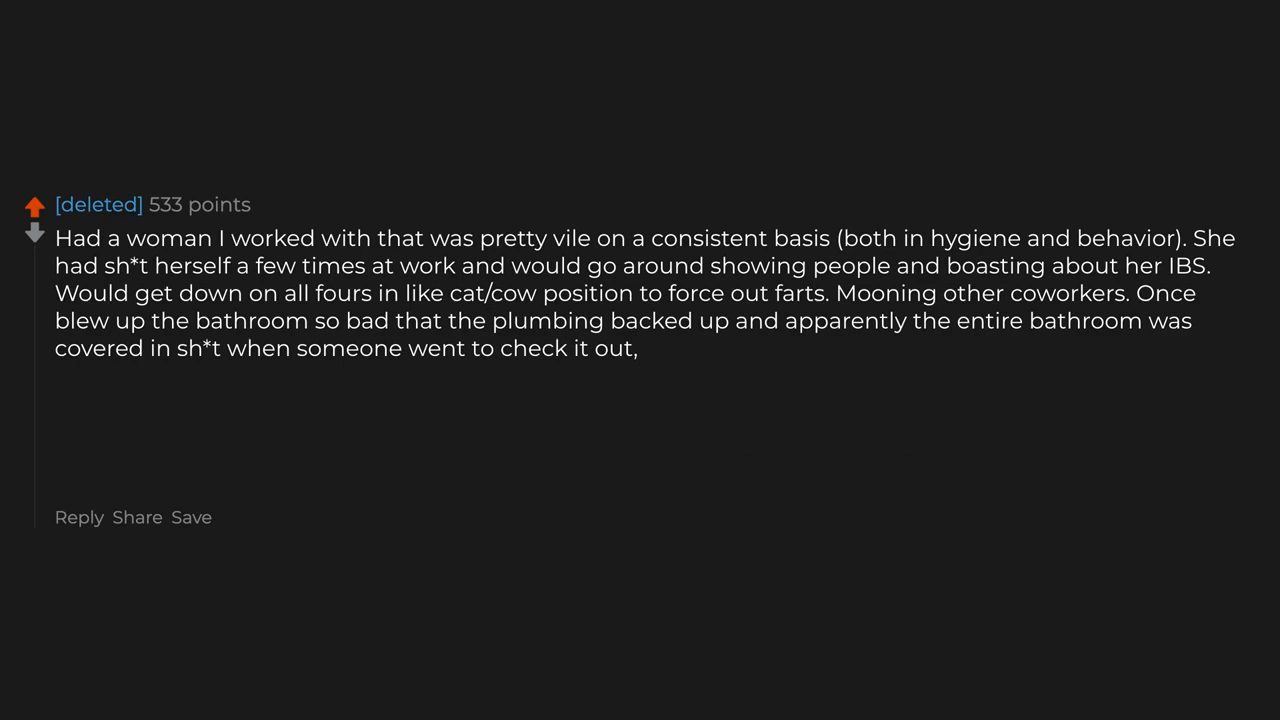 [deleted] 533 points
Had a woman I worked with that was pretty vile on a consistent basis (both in hygiene and behavior). She
had sh*t herself a few times at work and would go around showing people and boasting about her IBS.
Would get down on all fours in like cat/cow position to force out farts. Mooning other coworkers. Once
blew up the bathroom so bad that the plumbing backed up and apparently the entire bathroom was
covered in sh*t when someone went to check it out,
Reply Share Save